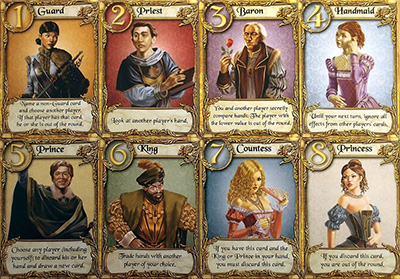 1 Guard
Name a non-Guard card
and choose another player.
If that player has that card, he
or she is out of the round.
2 Priest
Look at another player's hand.
3 Baron
You and another player secretly
compare hands. The player with
the lower value is out of the round.
4 Handmaid
Until your next turn, ignore all
effects from other players' cards.
5 Prince
Choose any player (including
yourself) to discard his or her
hand and draw a new card.
6 King
Trade hands with another
player of your choice.
7 Countess
If you have this card and the
King or Prince in your hand,
you must discard this card.
8 Princess
If you discard this card,
you are out of the round.